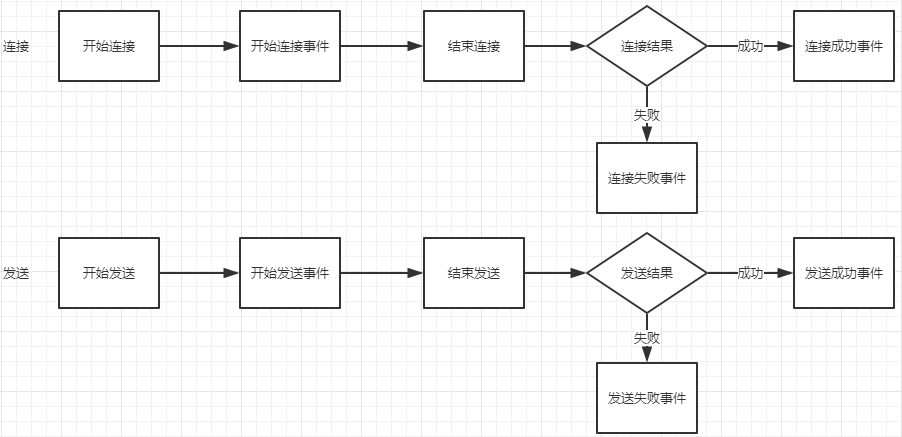 连接
开始连接
开始连接事件
结束连接
连接结果
成功
连接成功事件
失败
连接失败事件
发送
开始发送
开始发送事件
结束发送
发送结果
成功
发送成功事件
失败
发送失败事件